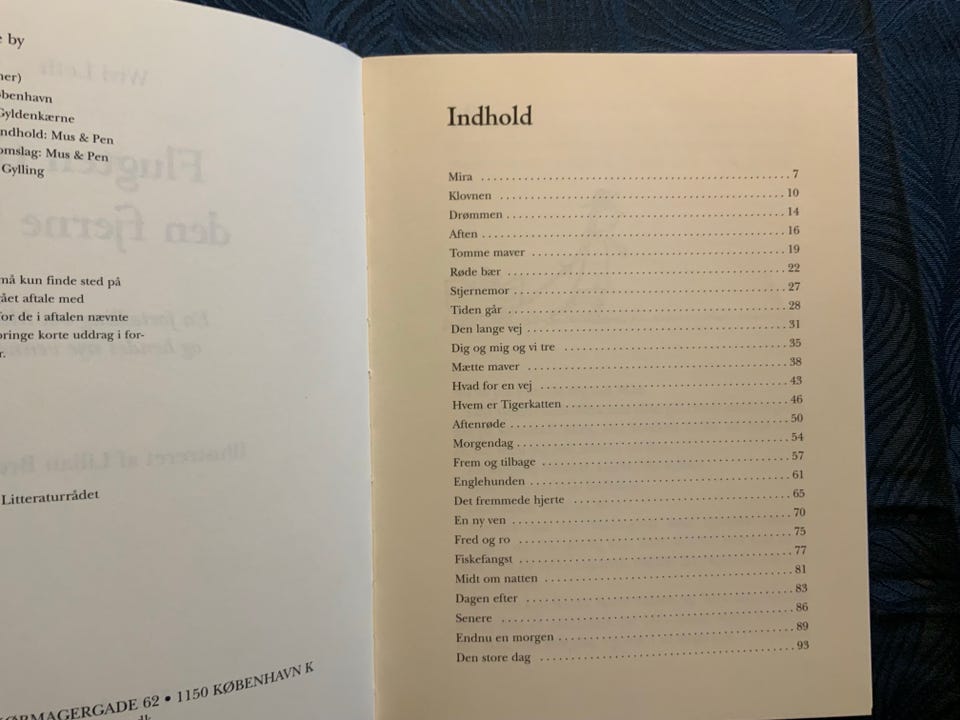 e by
ner)
øbenhavn
Gyldenkærne
ndhold: Mus & Pen
omslag: Mus & Pen
Gylling
må kun finde sted på
gået aftale med
for de i aftalen nævnte
bringe korte uddrag i for-
r.
Litteraturrådet
KØRMAGERGADE 62 • 1150 KØBENHAVN K
.dk
Indhold
Mira ........ 7
Klovnen ........ 10
Drømmen ........ 14
Aften ........ 16
Tomme maver ........ 19
Røde bær ........ 22
Stjernemor ........ 27
Tiden går ........ 28
Den lange vej ........ 31
Dig og mig og vi tre ........ 35
Mætte maver ........ 38
Hvad for en vej ........ 43
Hvem er Tigerkatten ........ 46
Aftenrøde ........ 50
Morgendag ........ 54
Frem og tilbage ........ 57
Englehunden ........ 61
Det fremmede hjerte ........ 65
En ny ven ........ 70
Fred og ro ........ 75
Fiskefangst ........ 77
Midt om natten ........ 81
Dagen efter ........ 83
Senere ........ 86
Endnu en morgen ........ 89
Den store dag ........ 93